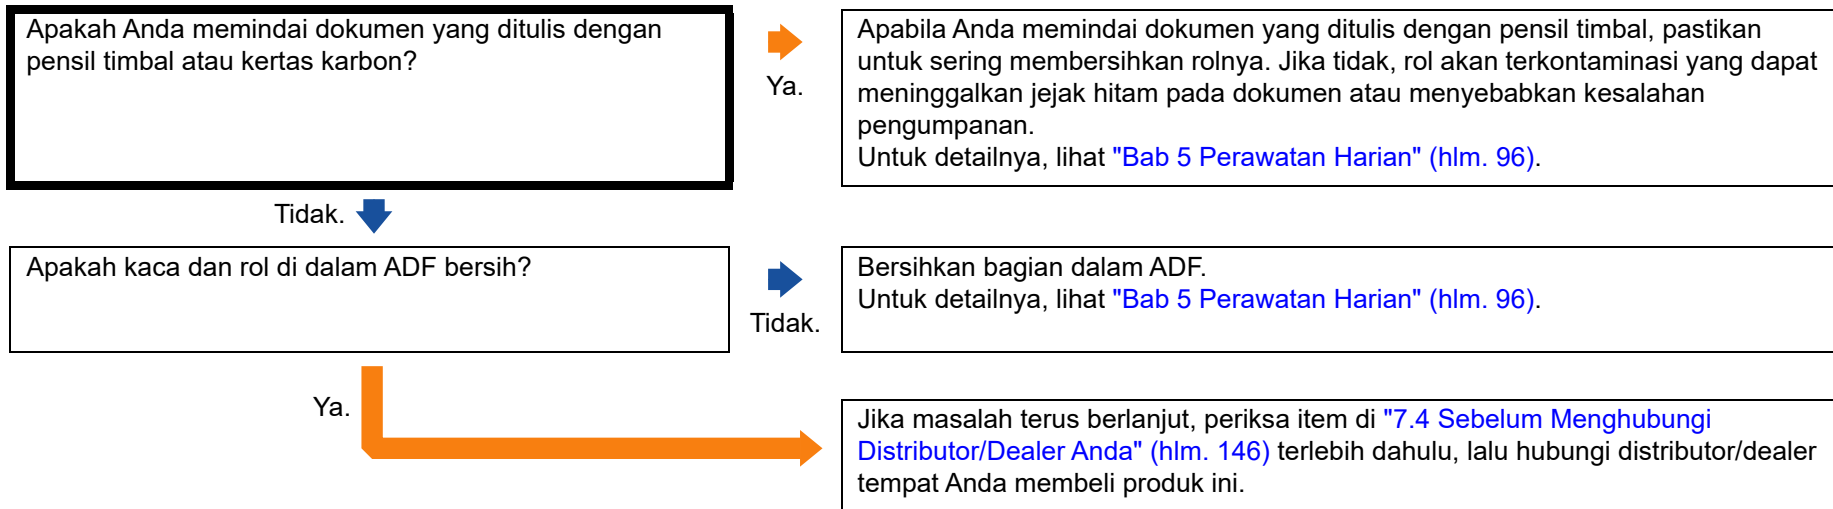 Apakah Anda memindai dokumen yang ditulis dengan
pensil timbal atau kertas karbon?
Ya.
Apabila Anda memindai dokumen yang ditulis dengan pensil timbal, pastikan
untuk sering membersihkan rolnya. Jika tidak, rol akan terkontaminasi yang dapat
meninggalkan jejak hitam pada dokumen atau menyebabkan kesalahan
pengumpanan.
Untuk detailnya, lihat "Bab 5 Perawatan Harian" (hlm. 96).
Tidak.
Apakah kaca dan rol di dalam ADF bersih?
Tidak.
Bersihkan bagian dalam ADF.
Untuk detailnya, lihat "Bab 5 Perawatan Harian" (hlm. 96).
Ya.
Jika masalah terus berlanjut, periksa item di "7.4 Sebelum Menghubungi
Distributor/Dealer Anda" (hlm. 146) terlebih dahulu, lalu hubungi distributor/dealer
tempat Anda membeli produk ini.